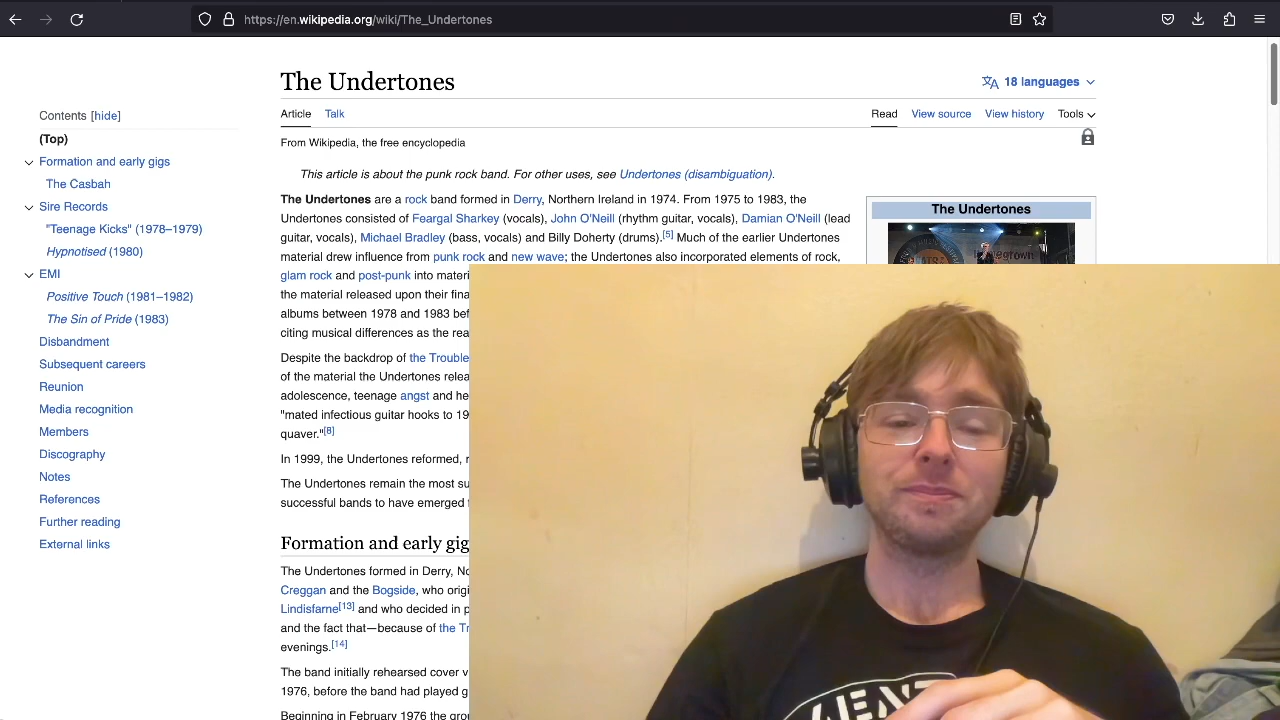 https://en.wikipedia.org/wiki/The_Undertones
The Undertones
18 languages
Contents [hide]
(Top)
Formation and early gigs
The Casbah
Sire Records
"Teenage Kicks" (1978–1979)
Hypnotised (1980)
EMI
Positive Touch (1981–1982)
The Sin of Pride (1983)
Disbandment
Subsequent careers
Reunion
Media recognition
Members
Discography
Notes
References
Further reading
External links
Article Talk
Read View source View history Tools
From Wikipedia, the free encyclopedia
This article is about the punk rock band. For other uses, see Undertones (disambiguation).
The Undertones are a rock band formed in Derry, Northern Ireland in 1974. From 1975 to 1983, the
Undertones consisted of Feargal Sharkey (vocals), John O'Neill (rhythm guitar, vocals), Damian O'Neill (lead
guitar, vocals), Michael Bradley (bass, vocals) and Billy Doherty (drums).[5] Much of the earlier Undertones
material drew influence from punk rock and new wave; the Undertones also incorporated elements of rock,
glam rock and post-punk into materi
the material released upon their fina
albums between 1978 and 1983 bef
citing musical differences as the rea
Despite the backdrop of the Trouble
of the material the Undertones relea
adolescence, teenage angst and he
"mated infectious guitar hooks to 19
quaver."[8]
In 1999, the Undertones reformed, r
The Undertones remain the most su
successful bands to have emerged
Formation and early gig
The Undertones formed in Derry, No
Creggan and the Bogside, who origi
Lindisfarne[13] and who decided in p
and the fact that—because of the Tr
evenings.[14]
The band initially rehearsed cover v
1976, before the band had played g
Beginning in February 1976 the grou
The Undertones